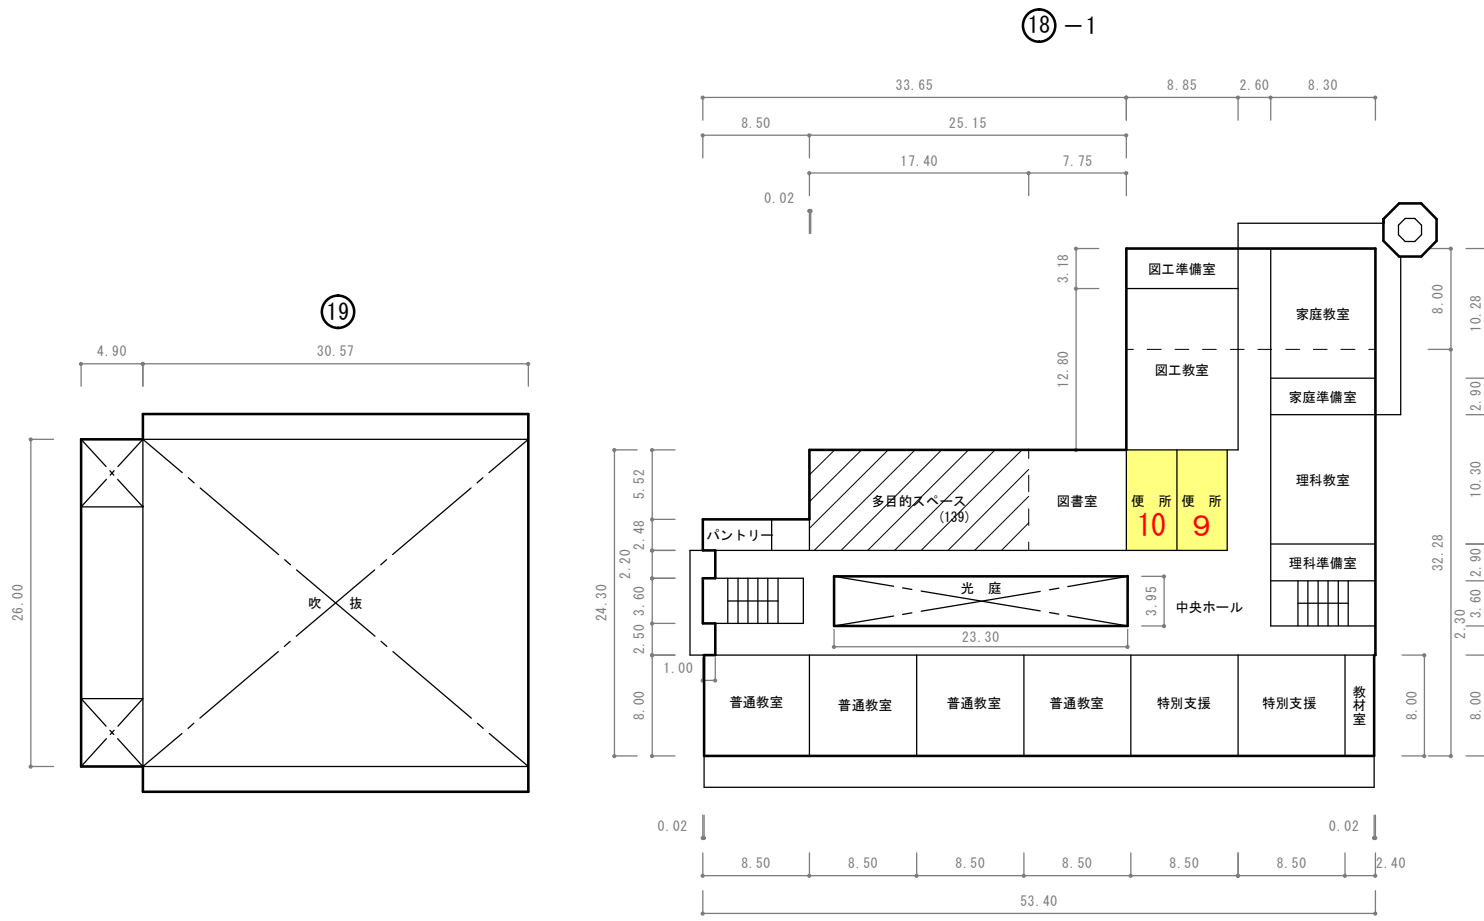 ⑱－1
33.65
8.85
2.60
8.30
8.50
25.15
17.40
7.75
0.02
3.18
図工準備室
8.00
10.28
家庭教室
⑲
4.90
30.57
12.80
図工教室
家庭準備室
2.90
5.52
多目的スペース
(139)
図書室
便 所
10
便 所
9
理科教室
10.30
パントリー
2.48
2.20
理科準備室
2.90
32.28
26.00
吹 抜
24.30
3.60
光 庭
3.95
中央ホール
3.60
2.30
2.50
23.30
1.00
8.00
普通教室
普通教室
普通教室
普通教室
特別支援
特別支援
教材室
8.00
8.00
0.02
0.02
8.50
8.50
8.50
8.50
8.50
8.50
2.40
53.40